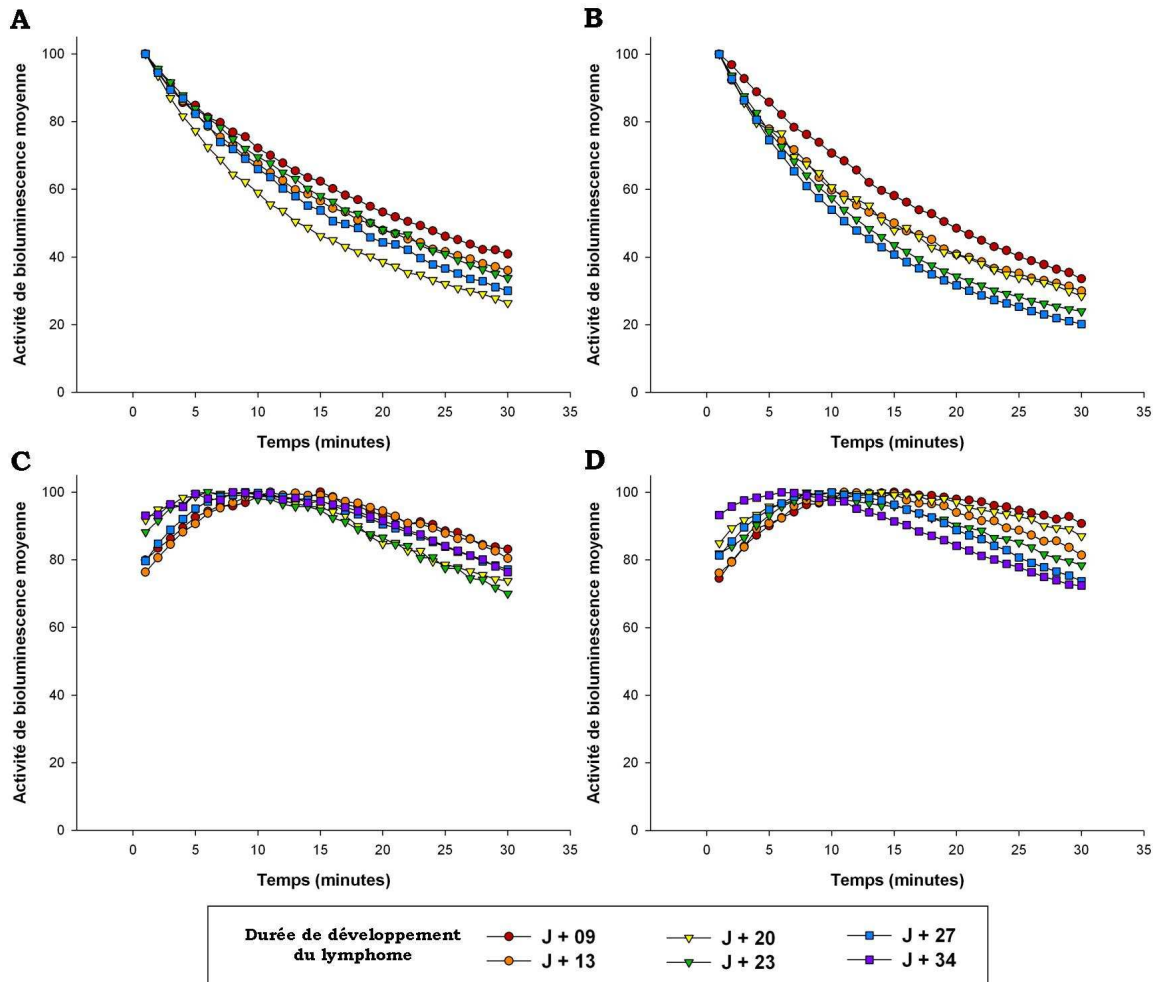 A
Activité de bioluminescence moyenne
100
80
60
40
20
0
0 5 10 15 20 25 30 35
Temps (minutes)
B
Activité de bioluminescence moyenne
100
80
60
40
20
0
0 5 10 15 20 25 30 35
Temps (minutes)
C
Activité de bioluminescence moyenne
100
80
60
40
20
0
0 5 10 15 20 25 30 35
Temps (minutes)
D
Activité de bioluminescence moyenne
100
80
60
40
20
0
0 5 10 15 20 25 30 35
Temps (minutes)
Durée de développement
du lymphome
J + 09
J + 13
J + 20
J + 23
J + 27
J + 34